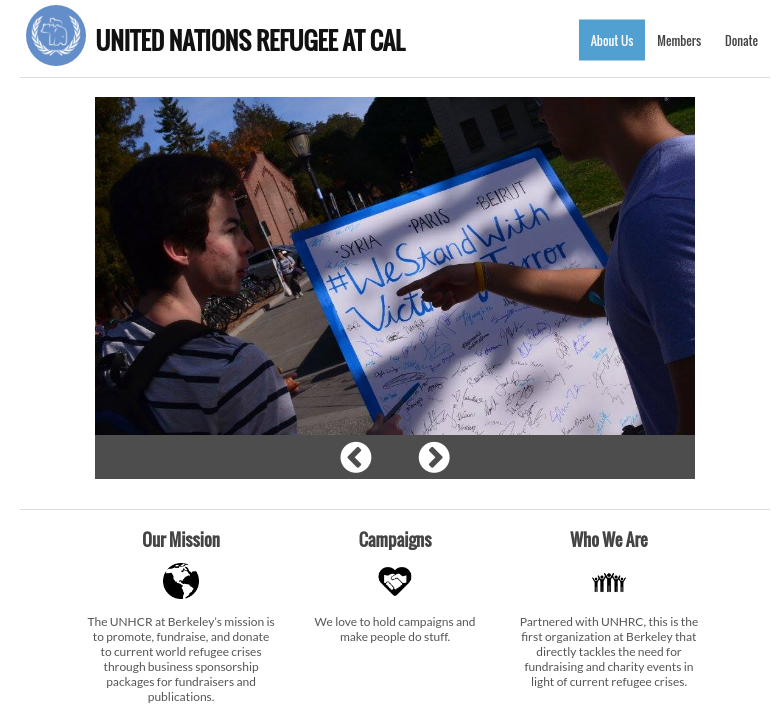 UNITED NATIONS REFUGEE AT CAL
About Us
Members
Donate
·SYRIA ·PARIS ·BEIRUT
#WeStandWith
Terror
Our Mission
The UNHCR at Berkeley's mission is
to promote, fundraise, and donate
to current world refugee crises
through business sponsorship
packages for fundraisers and
publications.
Campaigns
We love to hold campaigns and
make people do stuff.
Who We Are
Partnered with UNHRC, this is the
first organization at Berkeley that
directly tackles the need for
fundraising and charity events in
light of current refugee crises.